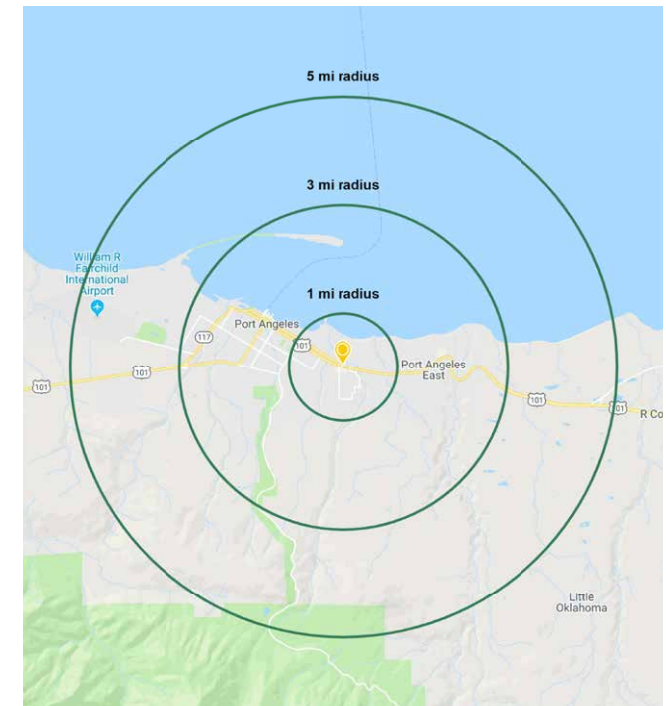 5 mi radius
3 mi radius
William R
Fairchild
International
Airport
1 mi radius
Port Angeles
117
101
Port Angeles
East
101
101
101
101
R Co
Little
Oklahoma